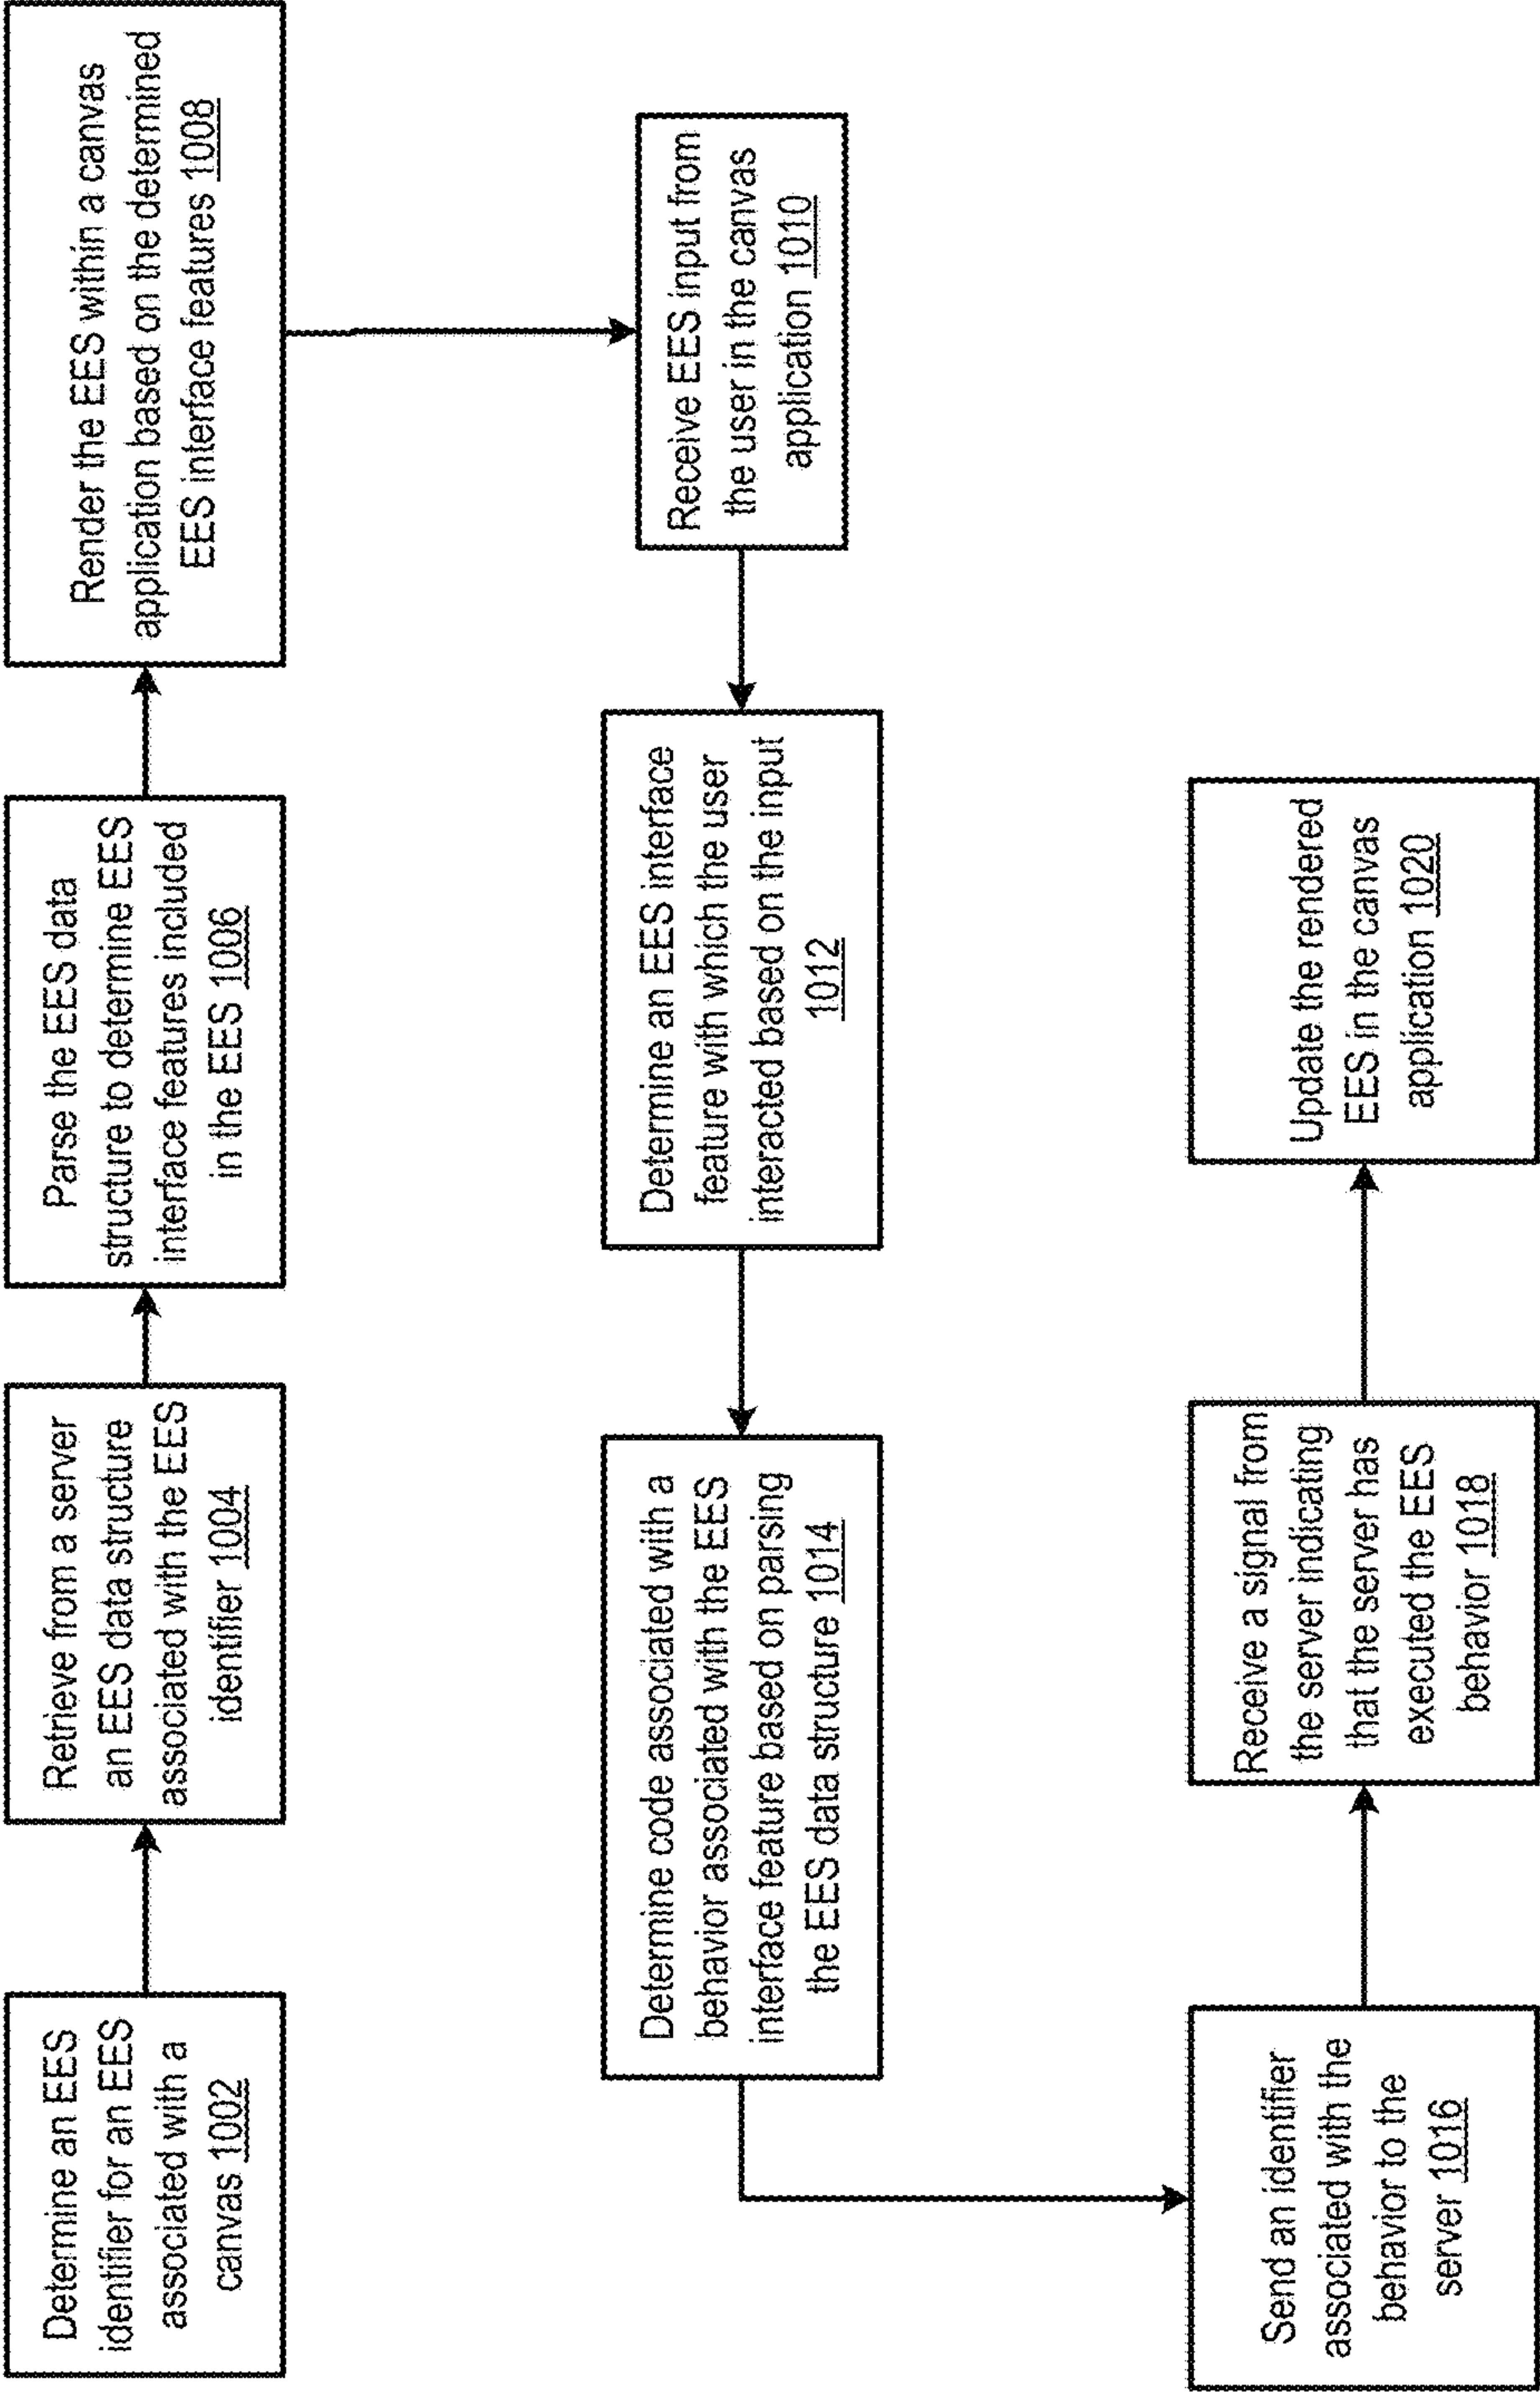 Determine an EES
identifier for an EES
associated with a
canvas 1002
Retrieve from a server
an EES data structure
associated with the EES
identifier 1004
Parse the EES data
structure to determine EES
interface features included
in the EES 1006
Render the EES within a canvas
application based on the determined
EES interface features 1008
Receive EES input from
the user in the canvas
application 1010
Determine an EES interface
feature with which the user
interacted based on the input
1012
Determine code associated with a
behavior associated with the EES
interface feature based on parsing
the EES data structure 1014
Send an identifier
associated with the
behavior to the
server 1016
Receive a signal from
the server indicating
that the server has
executed the EES
behavior 1018
Update the rendered
EES in the canvas
application 1020